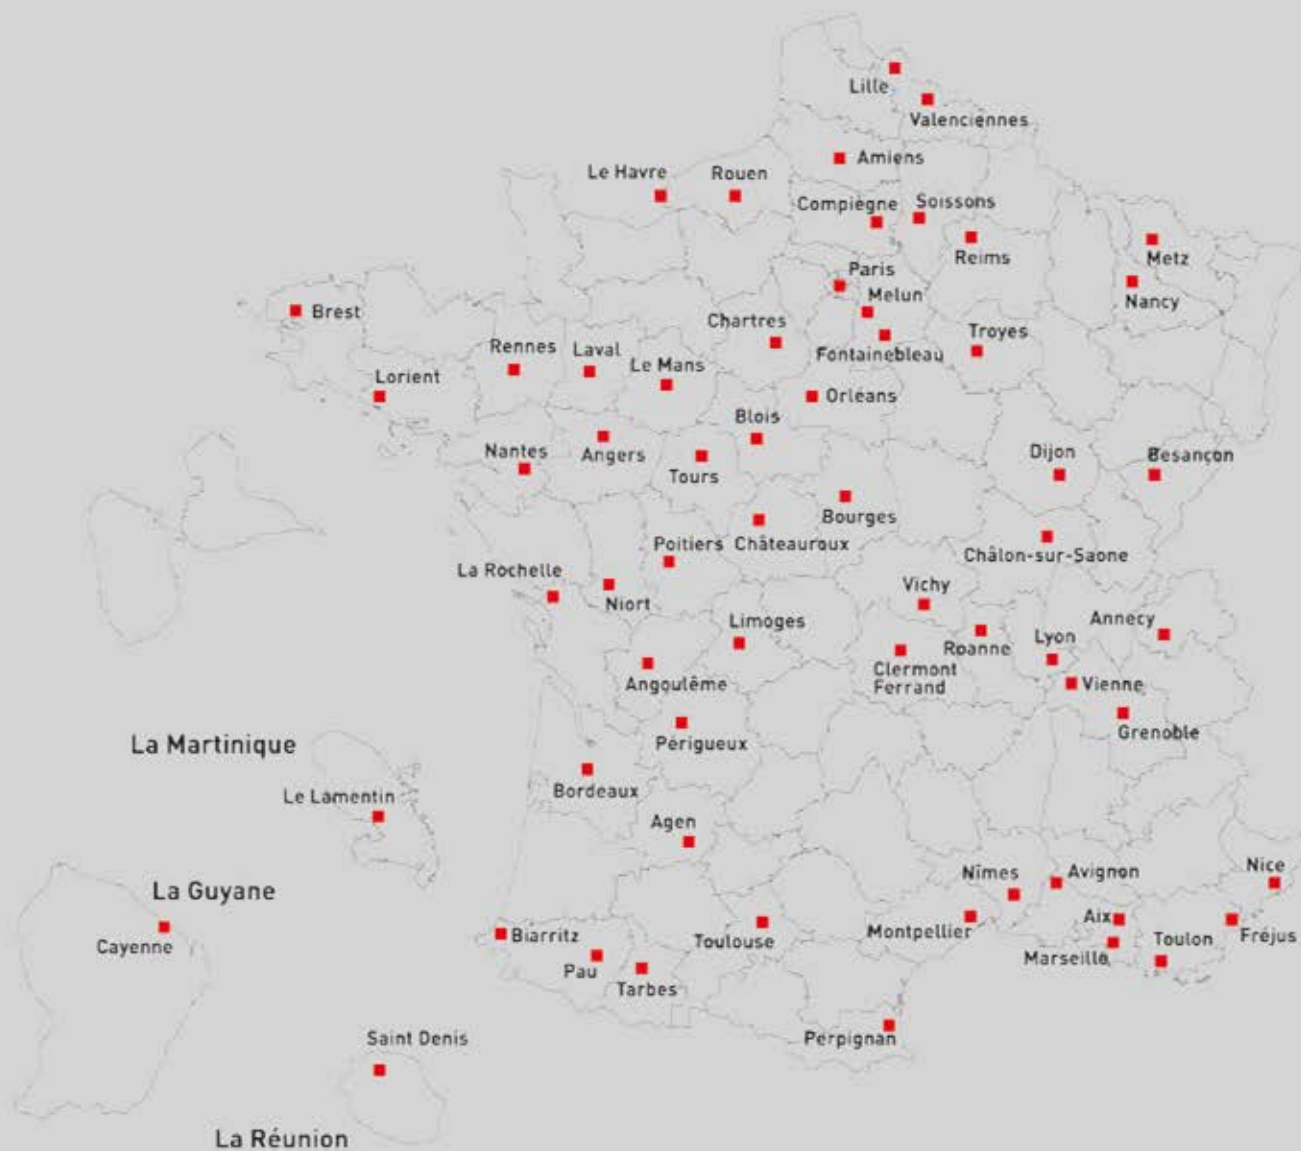 Lille
Valenciennes
Amiens
Le Havre
Rouen
Compiègne
Soissons
Reims
Metz
Nancy
Paris
Melun
Brest
Chartres
Fontainebleau
Troyes
Rennes
Laval
Le Mans
Lorient
Orléans
Blois
Nantes
Angers
Tours
Dijon
Besançon
Bourges
Poitiers
Châteauroux
Châlon-sur-Saone
La Rochelle
Niort
Vichy
Limoges
Annecy
Roanne
Lyon
Clermont
Ferrand
Angoulême
Vienne
Grenoble
Périgueux
La Martinique
Bordeaux
Le Lamentin
Agen
Nîmes
Avignon
Nice
La Guyane
Cayenne
Biarritz
Toulouse
Montpellier
Aix
Marseille
Toulon
Fréjus
Pau
Tarbes
Perpignan
Saint Denis
La Réunion